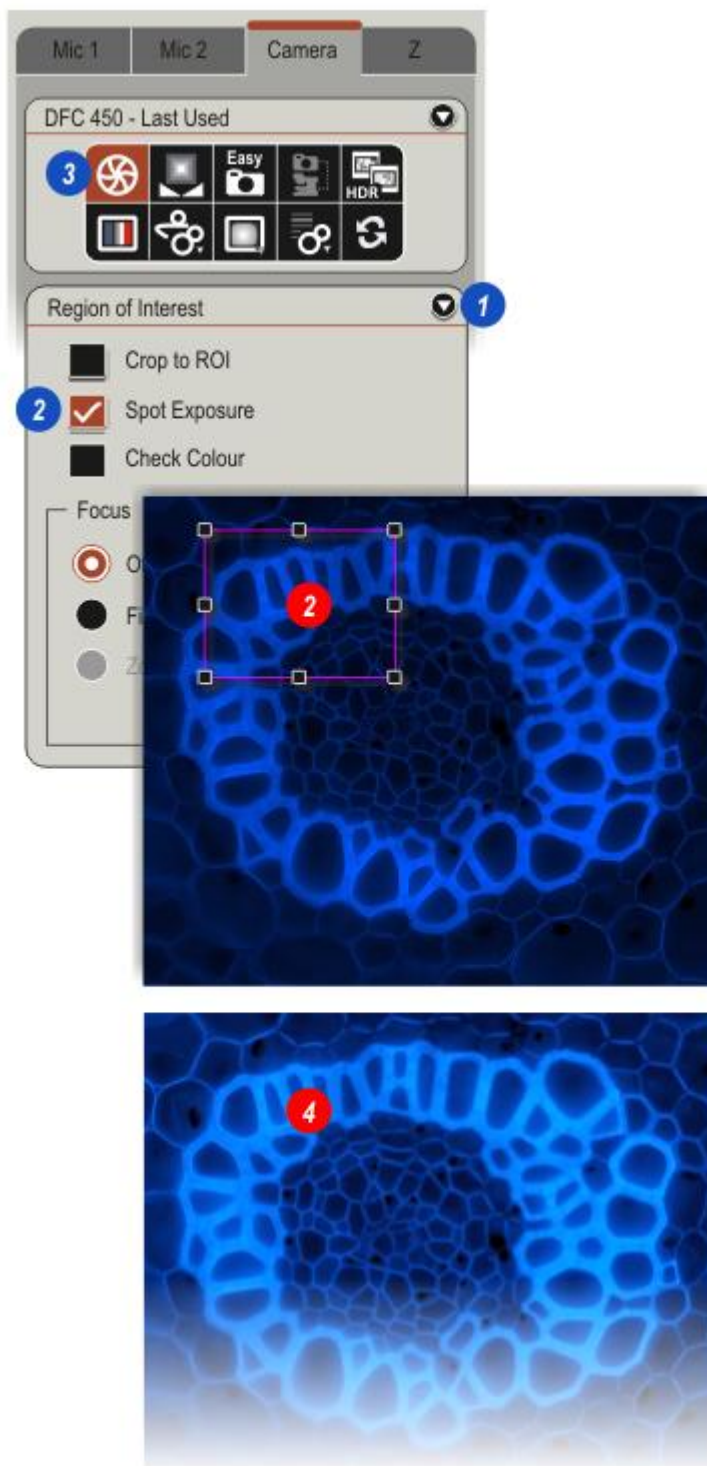 Mic 1 Mic 2 Camera Z
DFC 450 - Last Used
3
Easy
HDR
Region of Interest 1
Crop to ROI
2 Spot Exposure
Check Colour
Focus
2
4